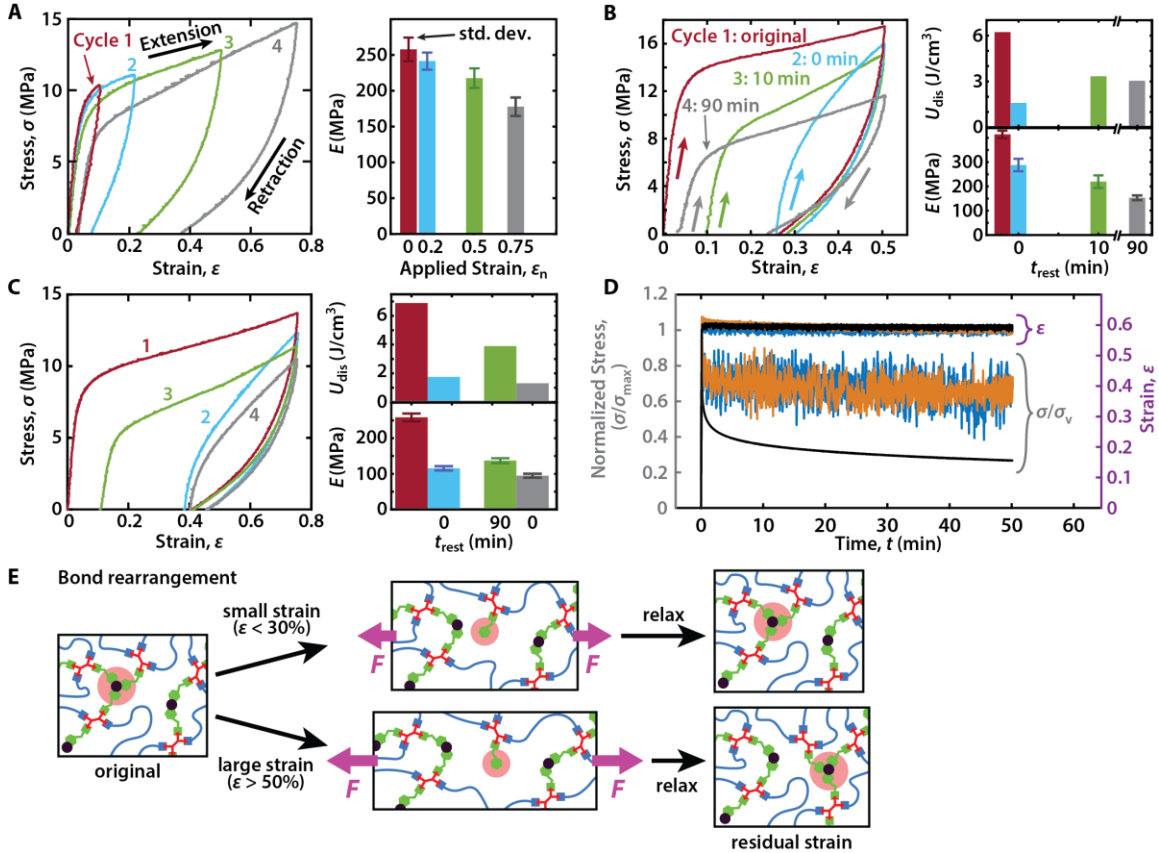 A
Cycle 1
Extension
2
3
4
Retraction
Stress, σ (MPa)
15
10
5
0
0 0.2 0.4 0.6 0.8
Strain, ε
std. dev.
E (MPa)
250
200
150
100
50
0
0 0.2 0.5 0.75
Applied Strain, εn
B
Cycle 1: original
2: 0 min
3: 10 min
4: 90 min
Stress, σ (MPa)
16
12
8
4
0
0 0.1 0.2 0.3 0.4 0.5
Strain, ε
Udis (J/cm³)
6
4
2
0
E (MPa)
300
200
100
0
0 10 90
trest (min)
C
1
2
3
4
Stress, σ (MPa)
15
10
5
0
0 0.2 0.4 0.6 0.8
Strain, ε
Udis (J/cm³)
6
4
2
0
E (MPa)
200
100
0
0 90 0
trest (min)
D
Normalized Stress,
(σ/σmax)
1.2
1
0.8
0.6
0.4
0.2
0
0 10 20 30 40 50 60
Time, t (min)
ε
σ/σv
Strain, ε
0.6
0.5
0.4
0.3
0.2
0.1
0
E
Bond rearrangement
original
small strain
(ε < 30%)
F
F
relax
large strain
(ε > 50%)
F
F
relax
residual strain